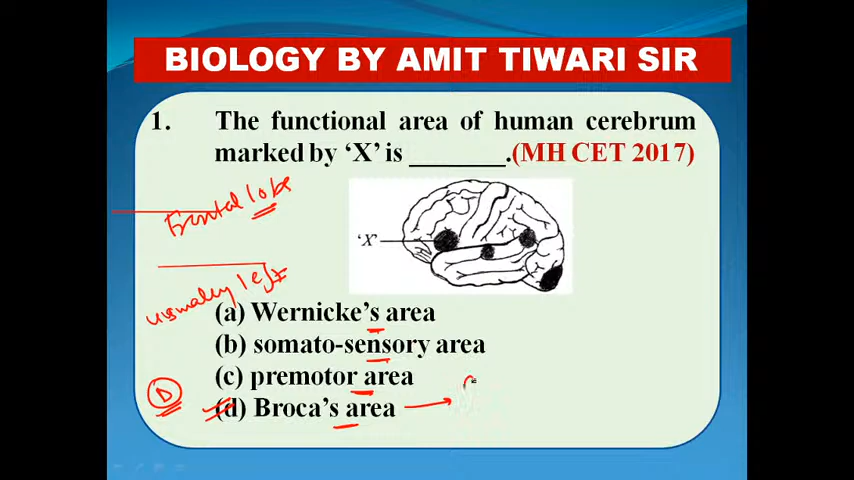 BIOLOGY BY AMIT TIWARI SIR
1. The functional area of human cerebrum
marked by ‘X’ is _______.(MH CET 2017)
Frontal lobe
‘X’
usually left
(a) Wernicke’s area
(b) somato-sensory area
(c) premotor area
(d) Broca’s area
D